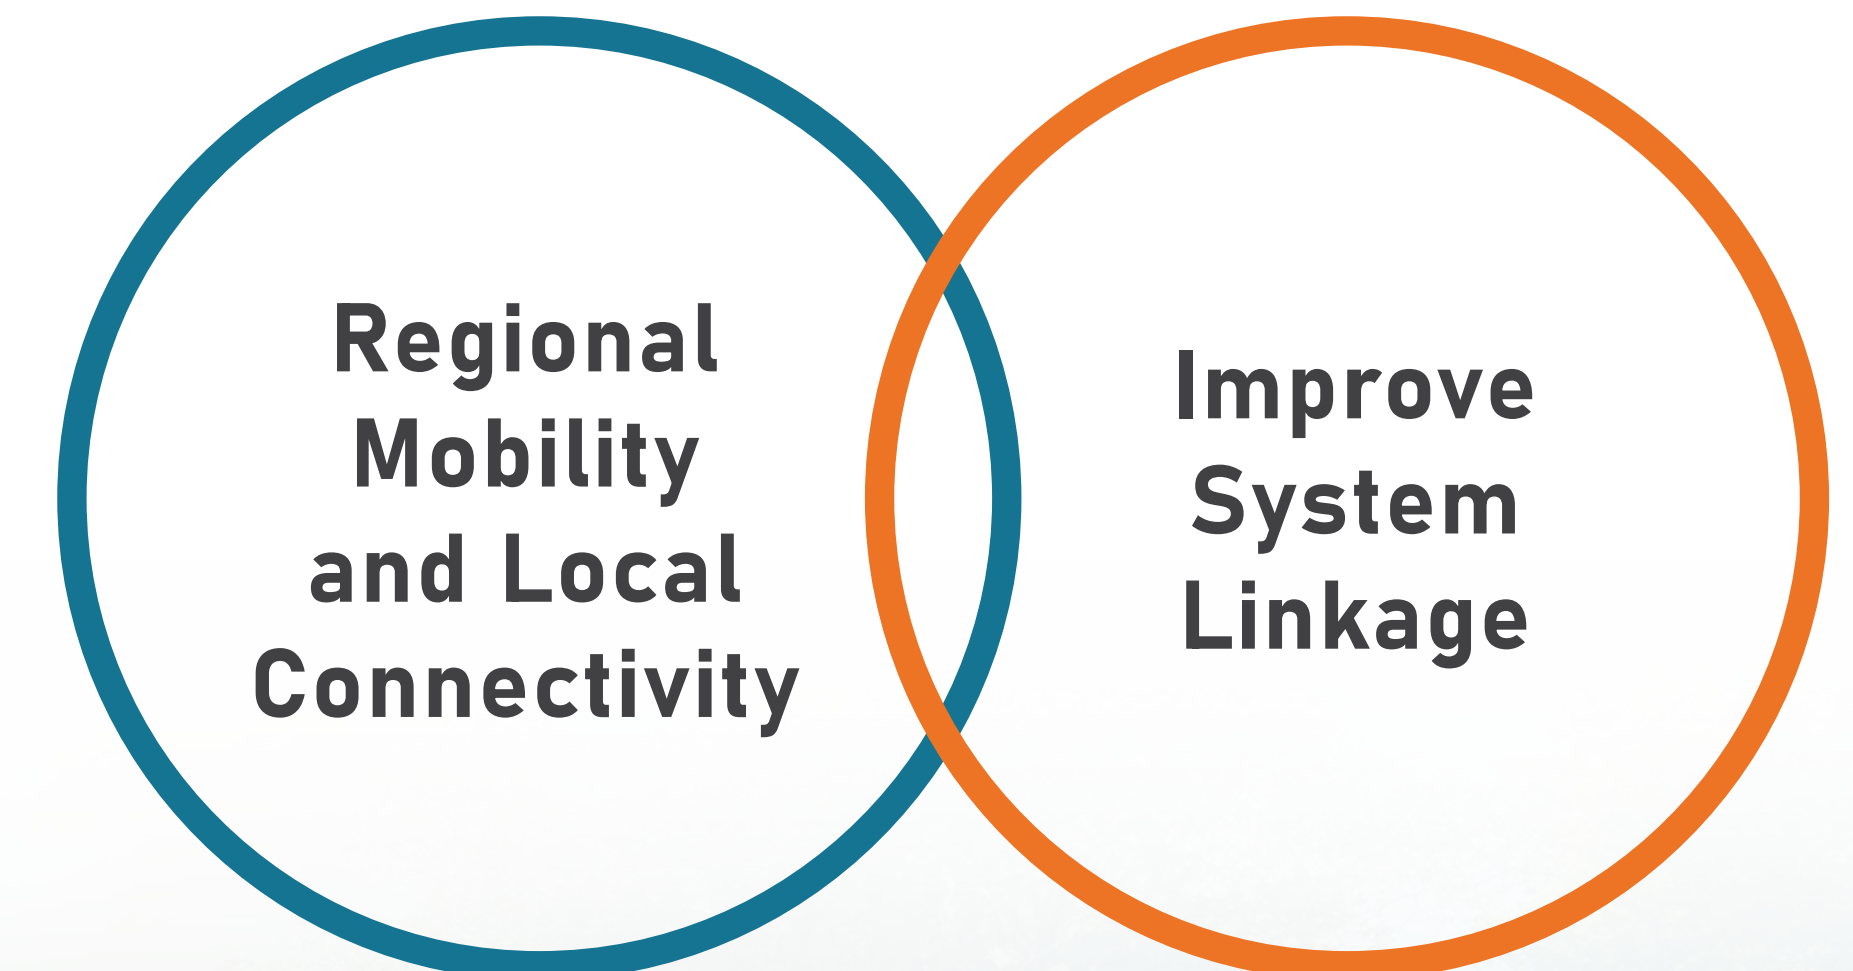 Regional
Mobility
and Local
Connectivity
Improve
System
Linkage